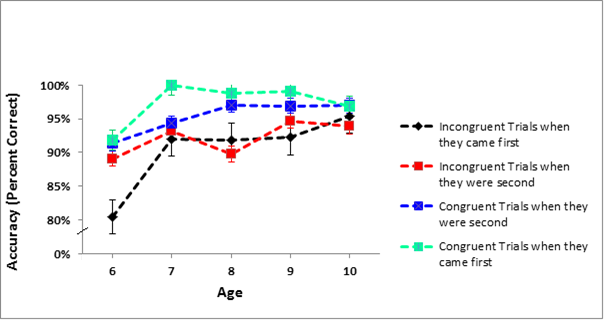 Accuracy (Percent Correct)
100%
95%
90%
85%
80%
0%
6 7 8 9 10
Age
Incongruent Trials when
they came first
Incongruent Trials when
they were second
Congruent Trials when they
were second
Congruent Trials when they
came first